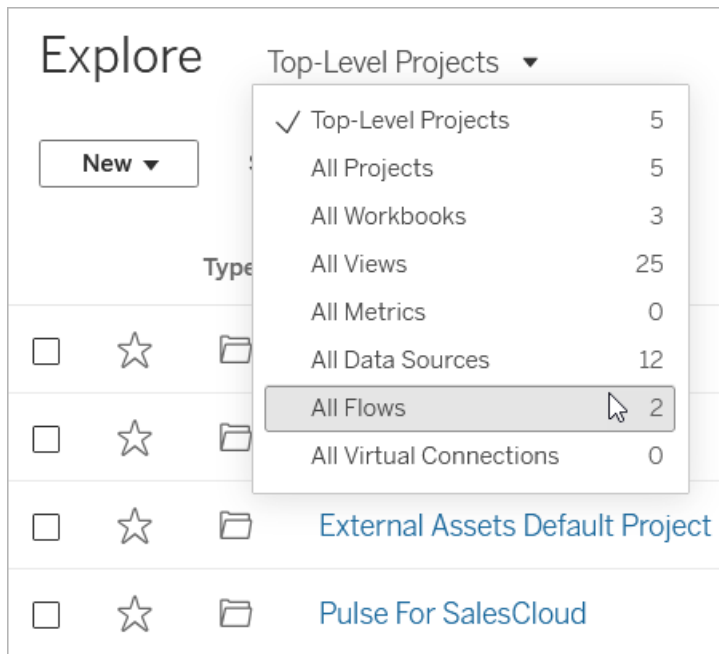 Explore
Top-Level Projects
Top-Level Projects 5
All Projects 5
New
All Workbooks 3
All Views 25
Type
All Metrics 0
All Data Sources 12
All Flows 2
All Virtual Connections 0
External Assets Default Project
Pulse For SalesCloud